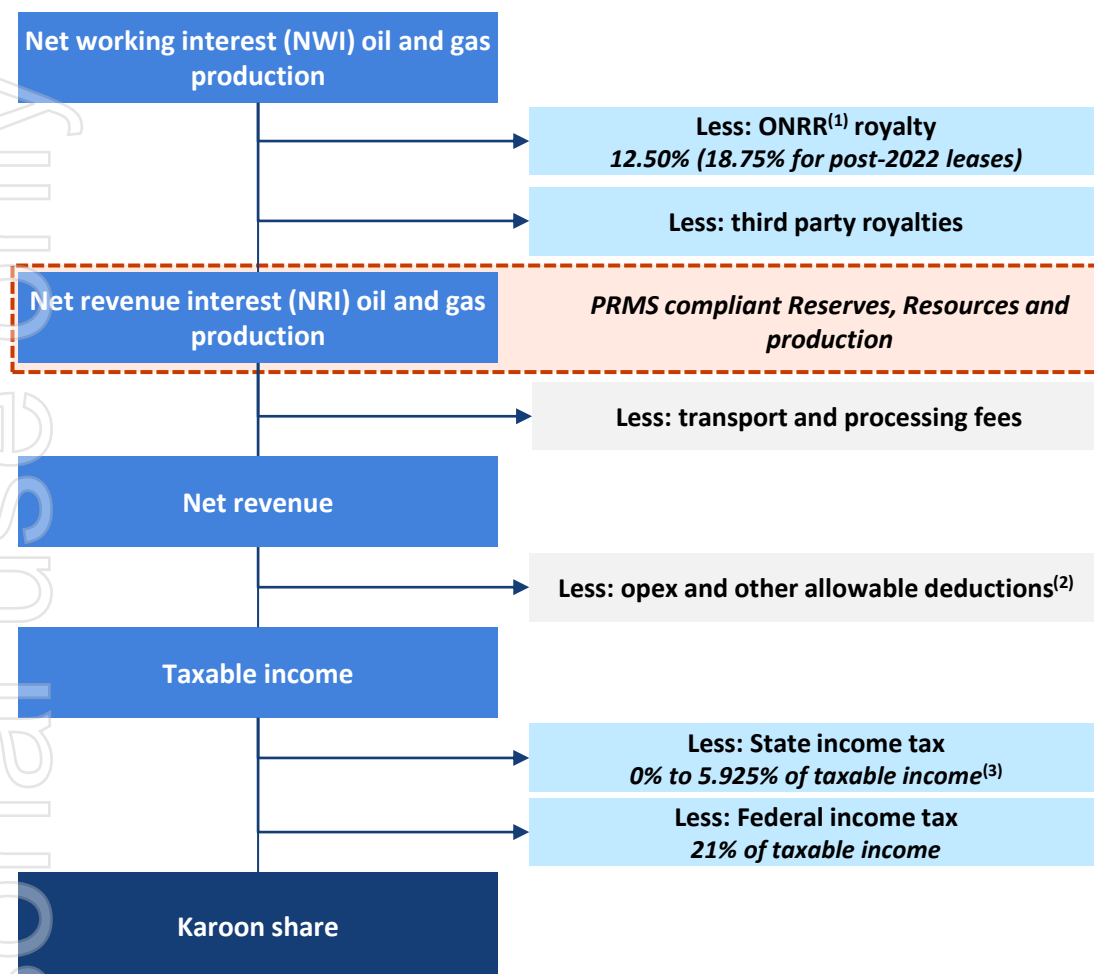 Net working interest (NWI) oil and gas
production
Less: ONRR(1) royalty
12.50% (18.75% for post-2022 leases)
Less: third party royalties
Net revenue interest (NRI) oil and gas
production
PRMS compliant Reserves, Resources and
production
Less: transport and processing fees
Net revenue
Less: opex and other allowable deductions(2)
Taxable income
Less: State income tax
0% to 5.925% of taxable income(3)
Less: Federal income tax
21% of taxable income
Karoon share
use only